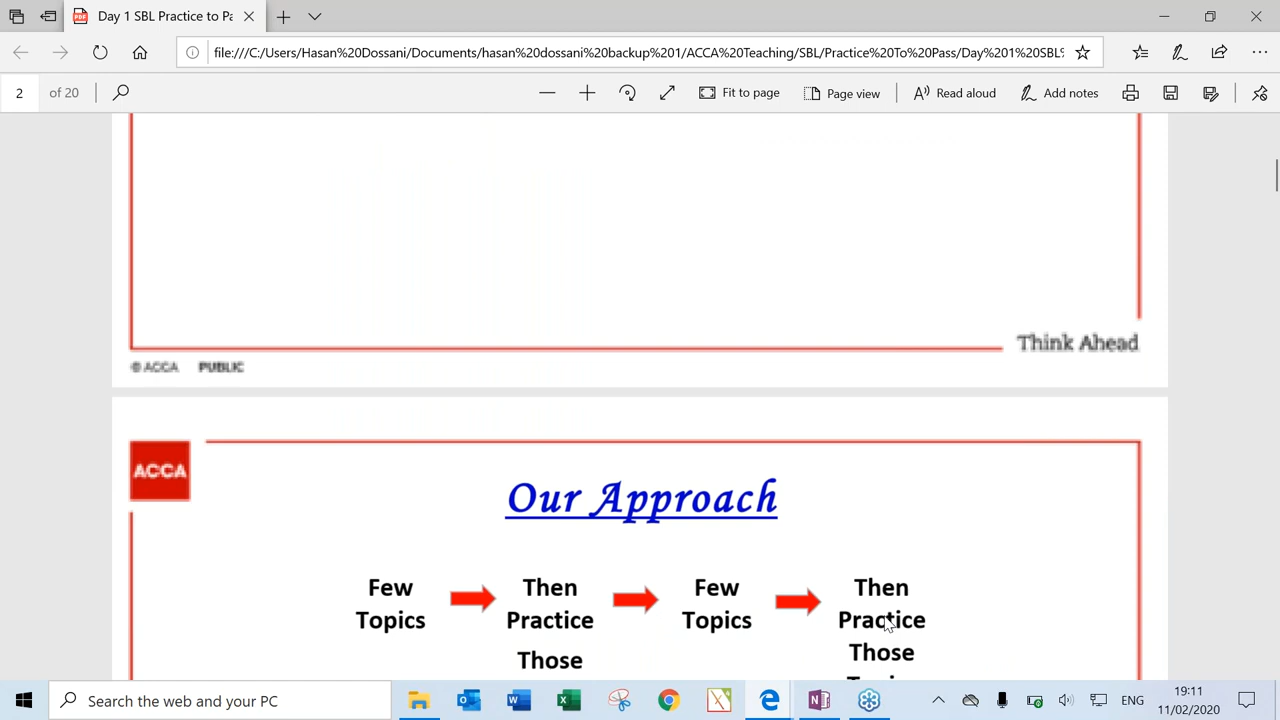 Day 1 SBL Practice to Pa
file:///C:/Users/Hasan%20Dossani/Documents/hasan%20dossani%20backup%201/ACCA%20Teaching/SBL/Practice%20To%20Pass/Day%201%20SBL%
2 of 20
Fit to page
Page view
Read aloud
Add notes
Think Ahead
© ACCA PUBLIC
ACCA
Our Approach
Few Then Few Then
Topics Practice Topics Practice
Those Those
Search the web and your PC
ENG
19:11
11/02/2020